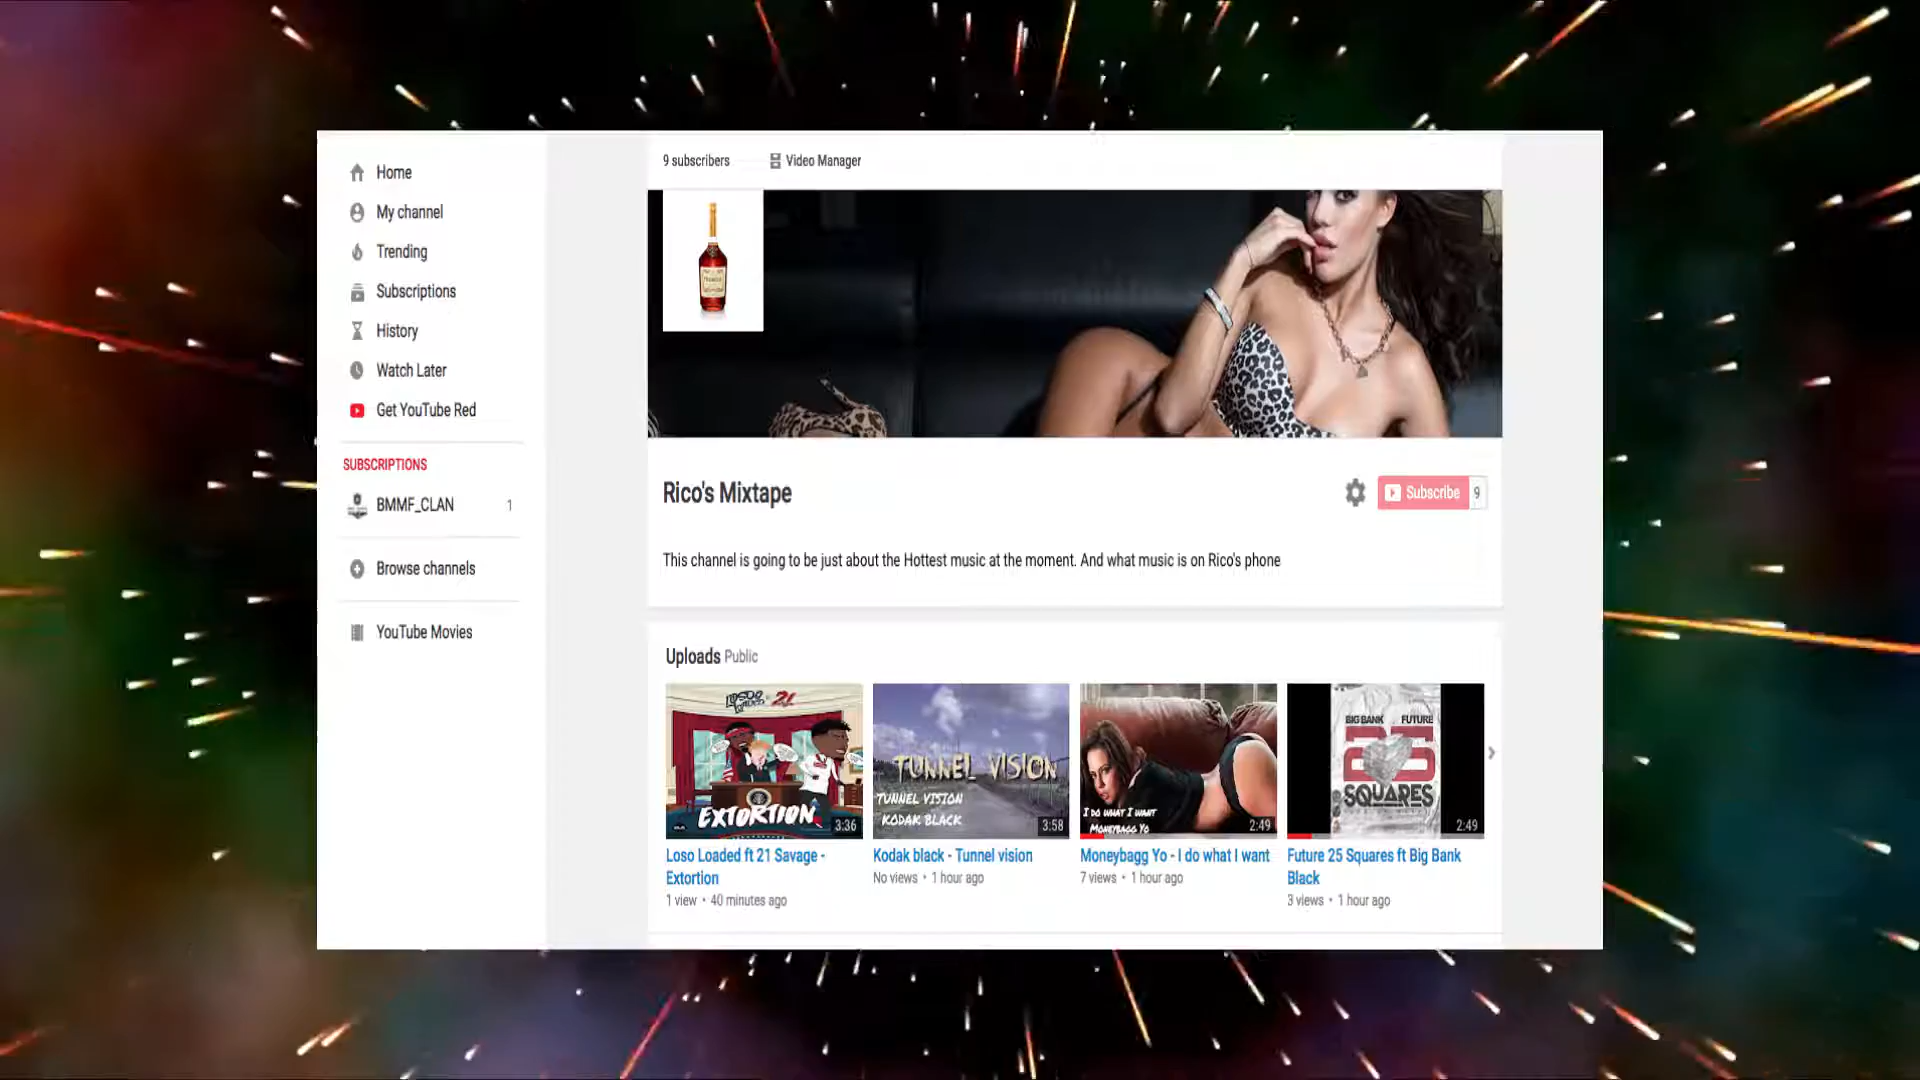 9 subscribers
Video Manager
Home
My channel
Trending
Subscriptions
History
Watch Later
Get YouTube Red
SUBSCRIPTIONS
BMMF_CLAN 1
Browse channels
YouTube Movies
Rico's Mixtape
Subscribe 9
This channel is going to be just about the Hottest music at the moment. And what music is on Rico's phone
Uploads Public
21
EXTORTION
3:36
TUNNEL VISION
TUNNEL VISION
KODAK BLACK
3:58
I DO WHAT I WANT
MONEYBAGG YO
2:49
BIG BANK FUTURE
25
SQUARES
2:49
Loso Loaded ft 21 Savage -
Extortion
1 view • 40 minutes ago
Kodak black - Tunnel vision
No views • 1 hour ago
Moneybagg Yo - I do what I want
7 views • 1 hour ago
Future 25 Squares ft Big Bank
Black
3 views • 1 hour ago